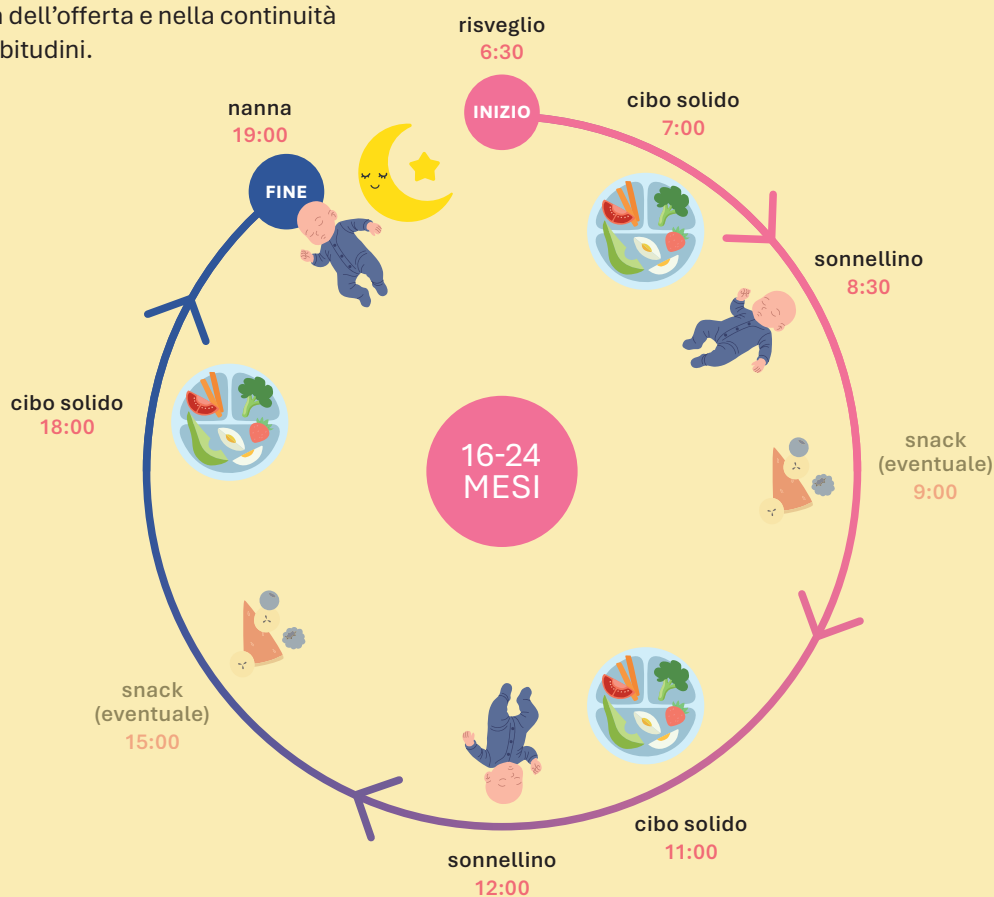 dell’offerta e nella continuità
risveglio
6:30
INIZIO
cibo solido
7:00
sonnellino
8:30
snack
(eventuale)
9:00
cibo solido
11:00
sonnellino
12:00
snack
(eventuale)
15:00
cibo solido
18:00
nanna
19:00
FINE
16-24
MESI